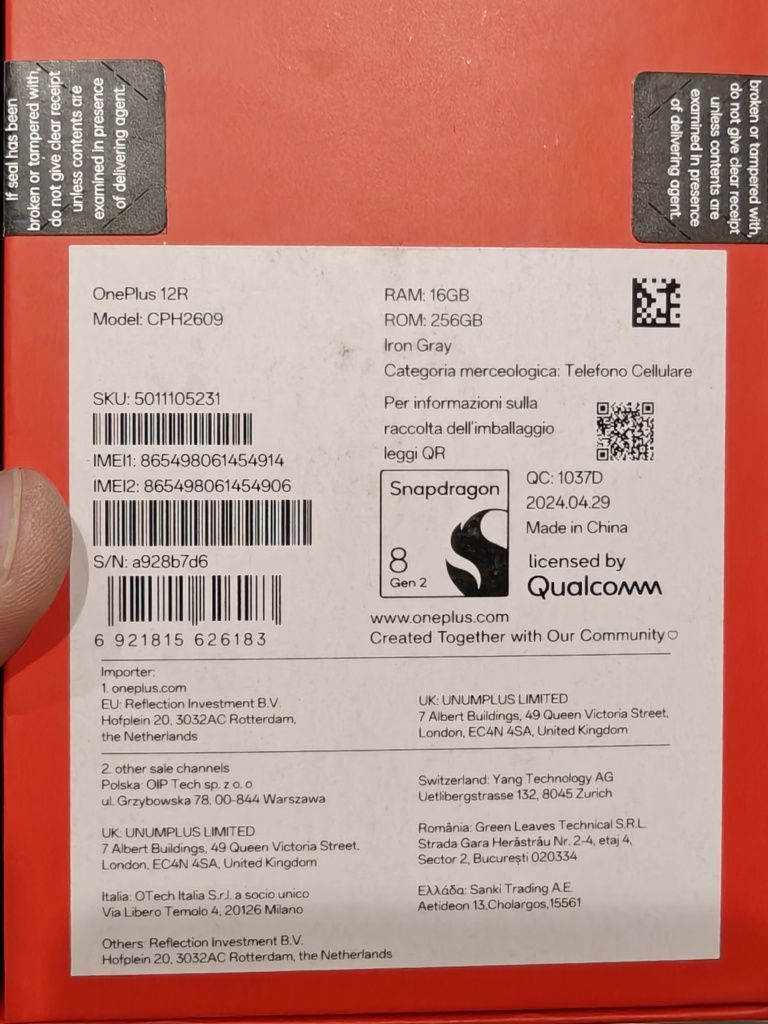 If seal has been
broken or tampered with,
do not give clear receipt
unless contents are
examined in presence
of delivering agent.
broken or tampered with,
do not give clear receipt
unless contents are
examined in presence
of delivering agent.
OnePlus 12R
Model: CPH2609
RAM: 16GB
ROM: 256GB
Iron Gray
Categoria merceologica: Telefono Cellulare
SKU: 5011105231
IMEI1: 865498061454914
IMEI2: 865498061454906
S/N: a928b7d6
6 921815 626183
Per informazioni sulla
raccolta dell'imballaggio
leggi QR
Snapdragon
8
Gen 2
QC: 1037D
2024.04.29
Made in China
licensed by
Qualcomm
www.oneplus.com
Created Together with Our Community♡
Importer:
1. oneplus.com
EU: Reflection Investment B.V.
Hofplein 20, 3032AC Rotterdam,
the Netherlands
UK: UNUMPLUS LIMITED
7 Albert Buildings, 49 Queen Victoria Street,
London, EC4N 4SA, United Kingdom
2. other sale channels
Polska: OIP Tech sp. z o. o
ul. Grzybowska 78, 00-844 Warszawa
UK: UNUMPLUS LIMITED
7 Albert Buildings, 49 Queen Victoria Street,
London, EC4N 4SA, United Kingdom
Italia: OTech Italia S.r.l. a socio unico
Via Libero Temolo 4, 20126 Milano
Others: Reflection Investment B.V.
Hofplein 20, 3032AC Rotterdam, the Netherlands
Switzerland: Yang Technology AG
Uetlibergstrasse 132, 8045 Zurich
România: Green Leaves Technical S.R.L.
Strada Gara Herăstrău Nr. 2-4, etaj 4,
Sector 2, București 020334
Ελλάδα: Sanki Trading A.E.
Aetideon 13,Cholargos,15561